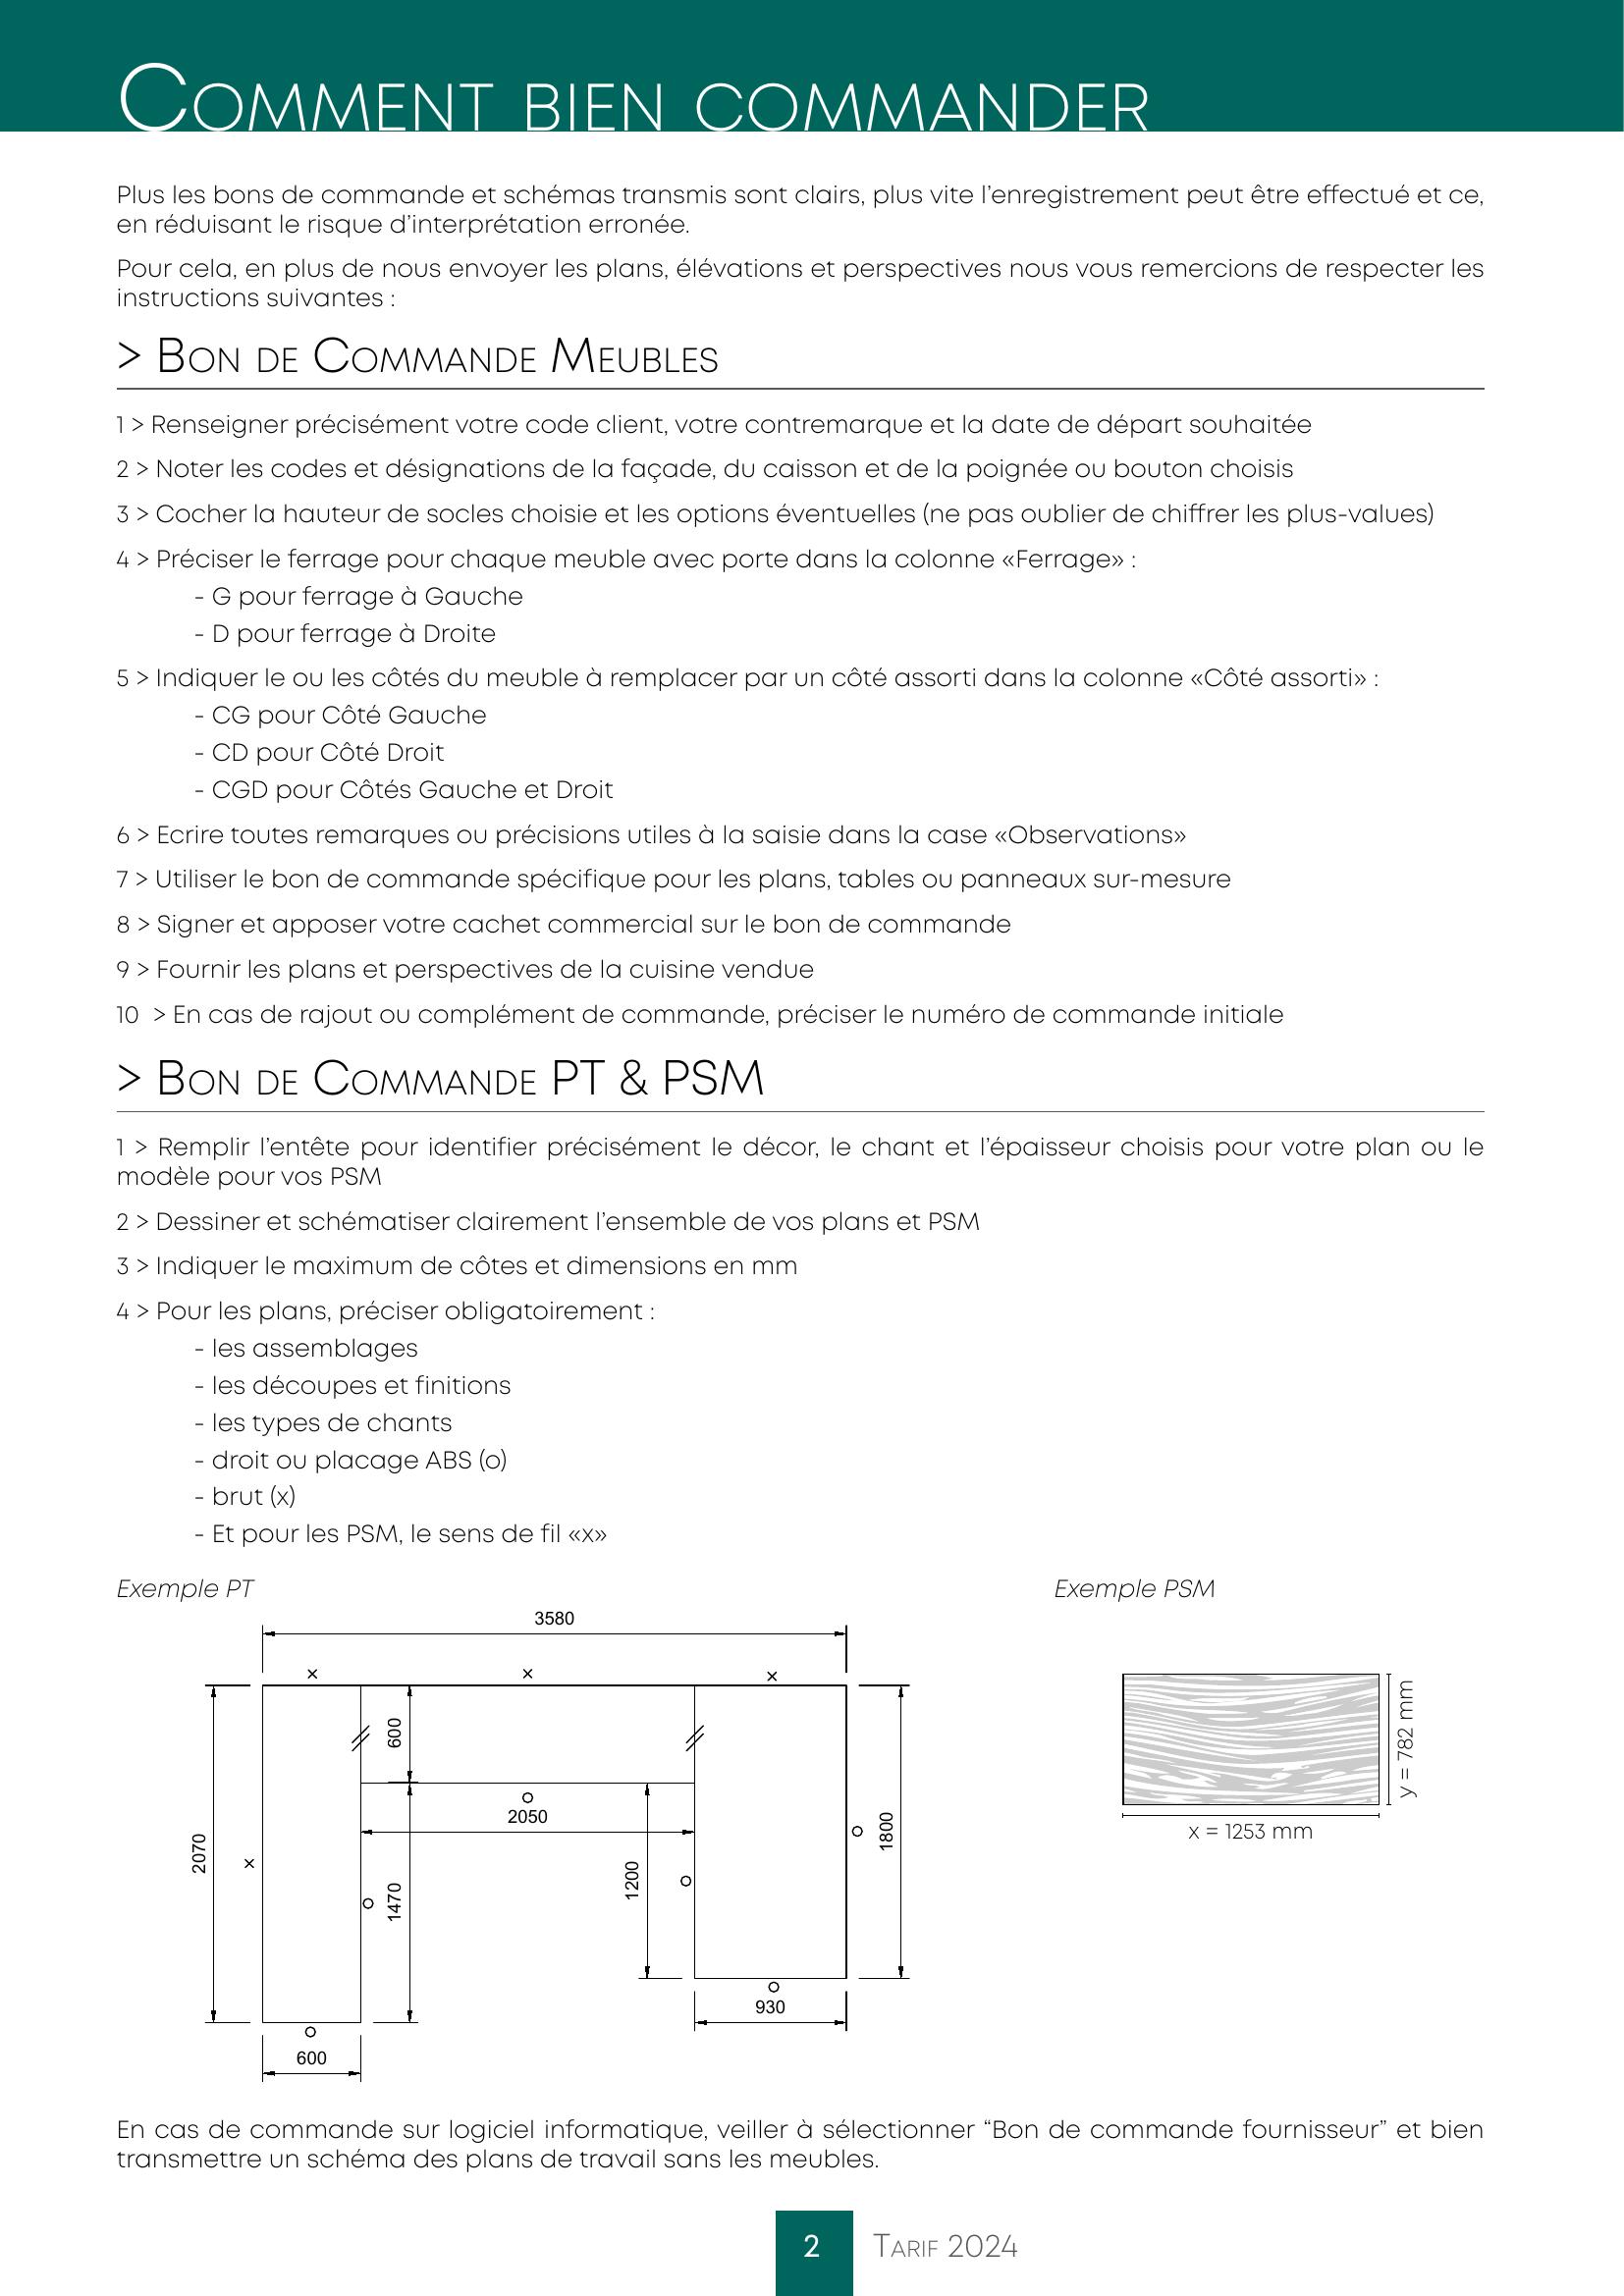 Comment bien commander
Plus les bons de commande et schémas transmis sont clairs, plus vite l’enregistrement peut être effectué et ce,
en réduisant le risque d’interprétation erronée.
Pour cela, en plus de nous envoyer les plans, élévations et perspectives nous vous remercions de respecter les
instructions suivantes :
> Bon de Commande Meubles
1 > Renseigner précisément votre code client, votre contremarque et la date de départ souhaitée
2 > Noter les codes et désignations de la façade, du caisson et de la poignée ou bouton choisis
3 > Cocher la hauteur de socles choisie et les options éventuelles (ne pas oublier de chiffrer les plus-values)
4 > Préciser le ferrage pour chaque meuble avec porte dans la colonne «Ferrage» :
- G pour ferrage à Gauche
- D pour ferrage à Droite
5 > Indiquer le ou les côtés du meuble à remplacer par un côté assorti dans la colonne «Côté assorti» :
- CG pour Côté Gauche
- CD pour Côté Droit
- CGD pour Côtés Gauche et Droit
6 > Ecrire toutes remarques ou précisions utiles à la saisie dans la case «Observations»
7 > Utiliser le bon de commande spécifique pour les plans, tables ou panneaux sur-mesure
8 > Signer et apposer votre cachet commercial sur le bon de commande
9 > Fournir les plans et perspectives de la cuisine vendue
10 > En cas de rajout ou complément de commande, préciser le numéro de commande initiale
> Bon de Commande PT & PSM
1 > Remplir l’entête pour identifier précisément le décor, le chant et l’épaisseur choisis pour votre plan ou le
modèle pour vos PSM
2 > Dessiner et schématiser clairement l’ensemble de vos plans et PSM
3 > Indiquer le maximum de côtes et dimensions en mm
4 > Pour les plans, préciser obligatoirement :
- les assemblages
- les découpes et finitions
- les types de chants
- droit ou placage ABS (o)
- brut (x)
- Et pour les PSM, le sens de fil «x»
Exemple PT
3580
x x x
600
2050
2070
x
1470
1200
1800
930
600
Exemple PSM
y = 782 mm
x = 1253 mm
En cas de commande sur logiciel informatique, veiller à sélectionner “Bon de commande fournisseur” et bien
transmettre un schéma des plans de travail sans les meubles.
2 Tarif 2024